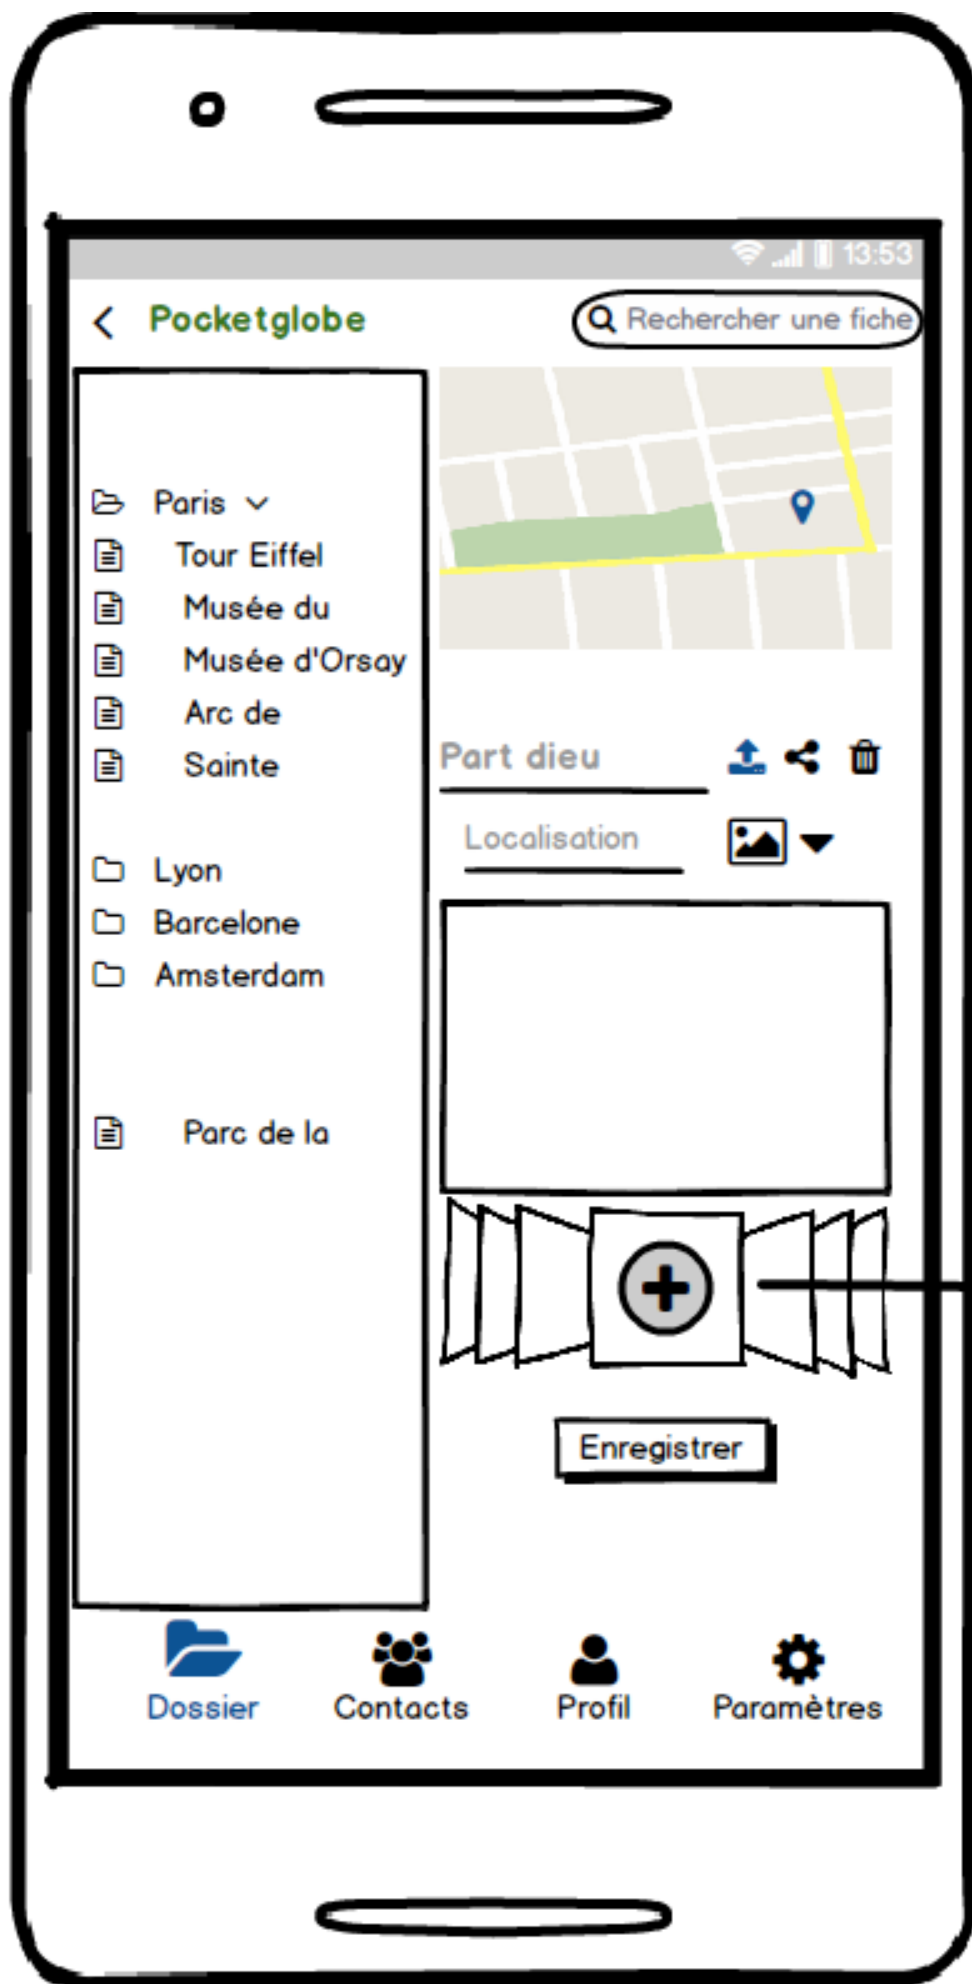 13:53
Pocketglobe
Rechercher une fiche
Paris
Tour Eiffel
Musée du
Musée d'Orsay
Arc de
Sainte
Lyon
Barcelone
Amsterdam
Parc de la
Part dieu
Localisation
Enregistrer
Dossier
Contacts
Profil
Paramètres